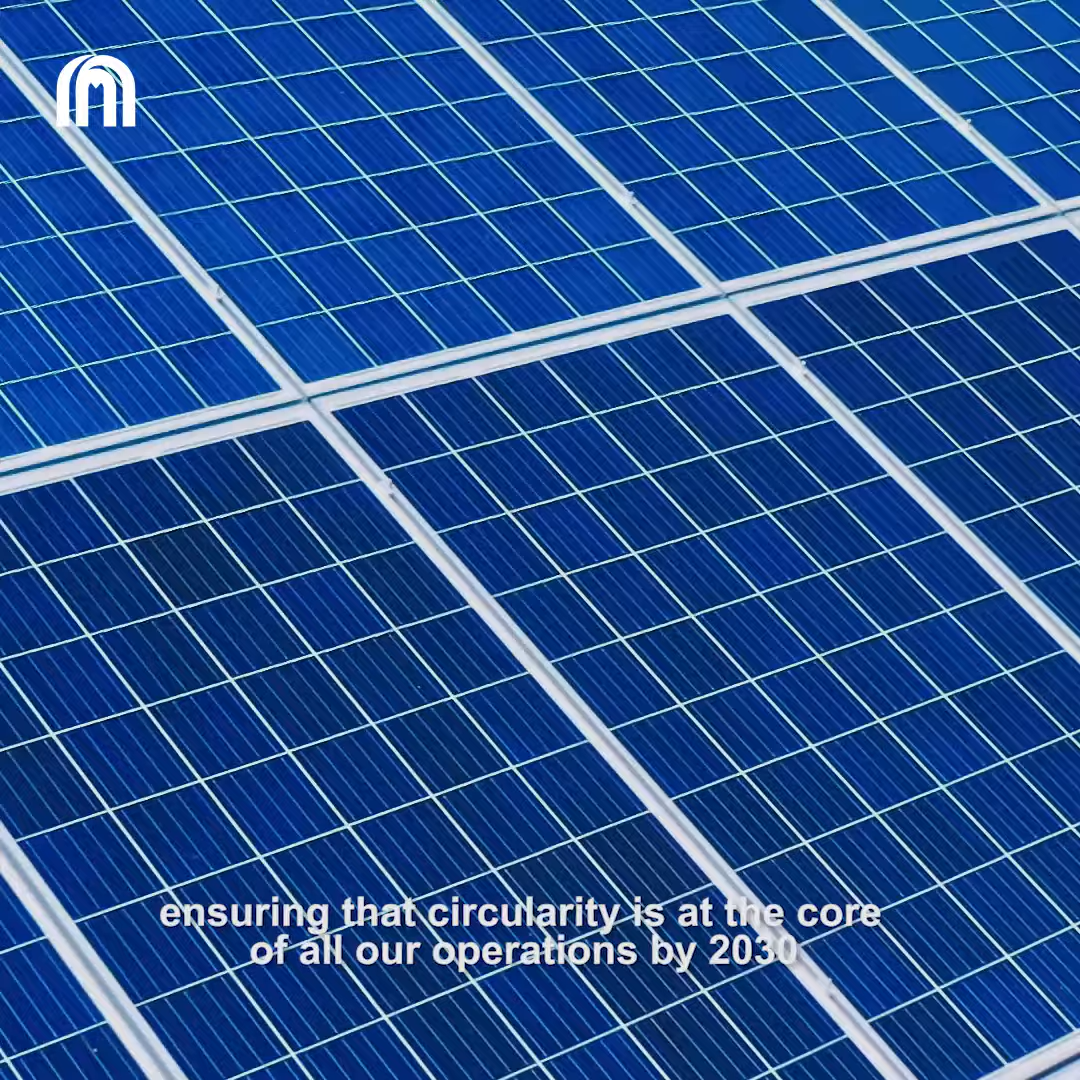 ensuring that circularity is at the core
of all our operations by 2030